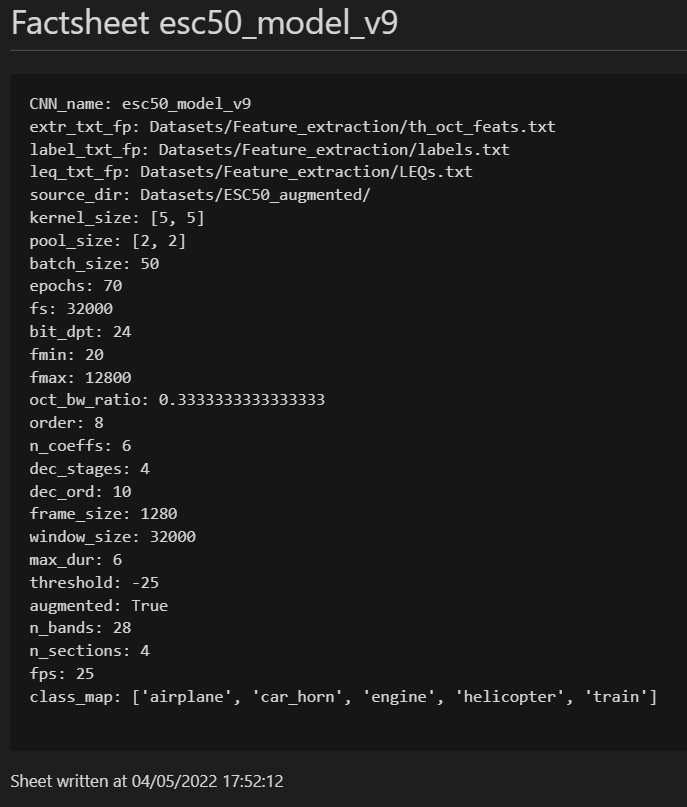 Factsheet esc50_model_v9
CNN_name: esc50_model_v9
extr_txt_fp: Datasets/Feature_extraction/th_oct_feats.txt
label_txt_fp: Datasets/Feature_extraction/labels.txt
leq_txt_fp: Datasets/Feature_extraction/LEQs.txt
source_dir: Datasets/ESC50_augmented/
kernel_size: [5, 5]
pool_size: [2, 2]
batch_size: 50
epochs: 70
fs: 32000
bit_dpt: 24
fmin: 20
fmax: 12800
oct_bw_ratio: 0.3333333333333333
order: 8
n_coeffs: 6
dec_stages: 4
dec_ord: 10
frame_size: 1280
window_size: 32000
max_dur: 6
threshold: -25
augmented: True
n_bands: 28
n_sections: 4
fps: 25
class_map: ['airplane', 'car_horn', 'engine', 'helicopter', 'train']
Sheet written at 04/05/2022 17:52:12